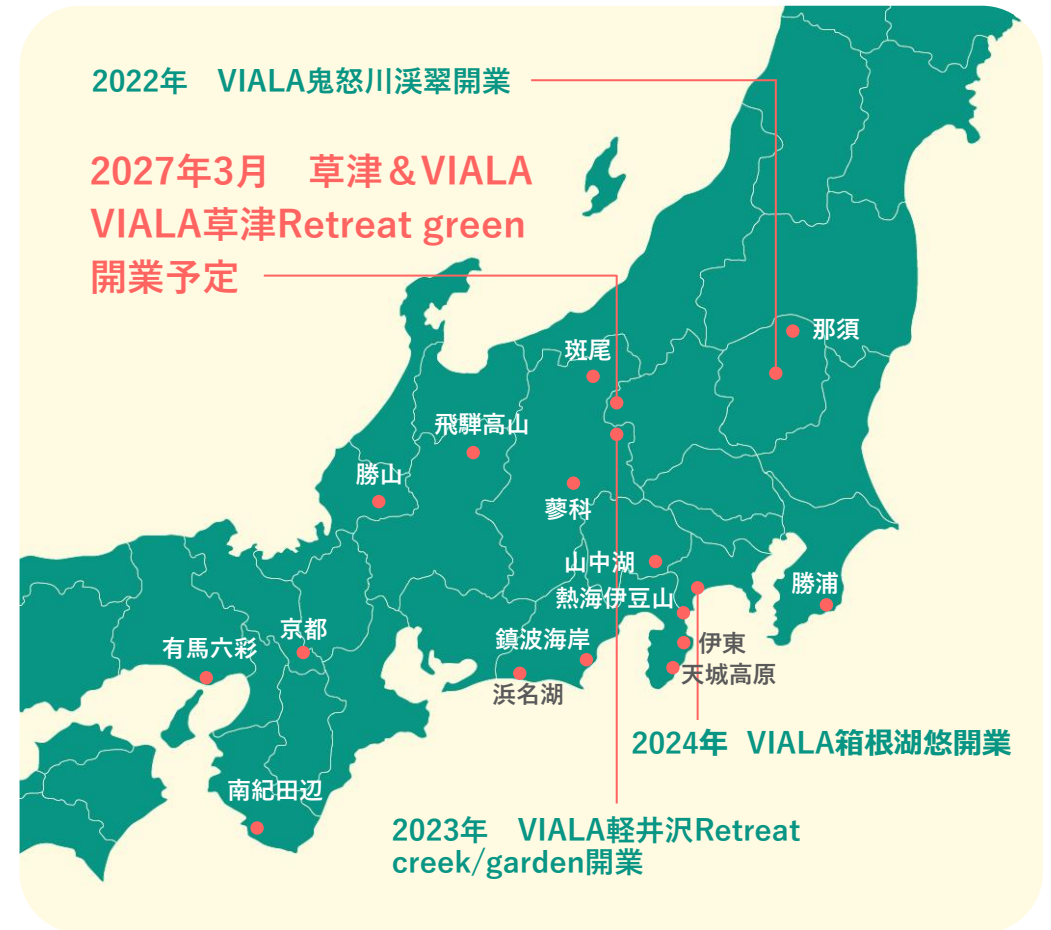 2022年　VIALA鬼怒川渓翠開業
2027年3月　草津＆VIALA
VIALA草津Retreat green
開業予定
那須
斑尾
飛騨高山
勝山
蓼科
山中湖
熱海伊豆山
勝浦
京都
有馬六彩
鎮波海岸
伊東
天城高原
浜名湖
2024年 VIALA箱根湖悠開業
南紀田辺
2023年　VIALA軽井沢Retreat
creek/garden開業